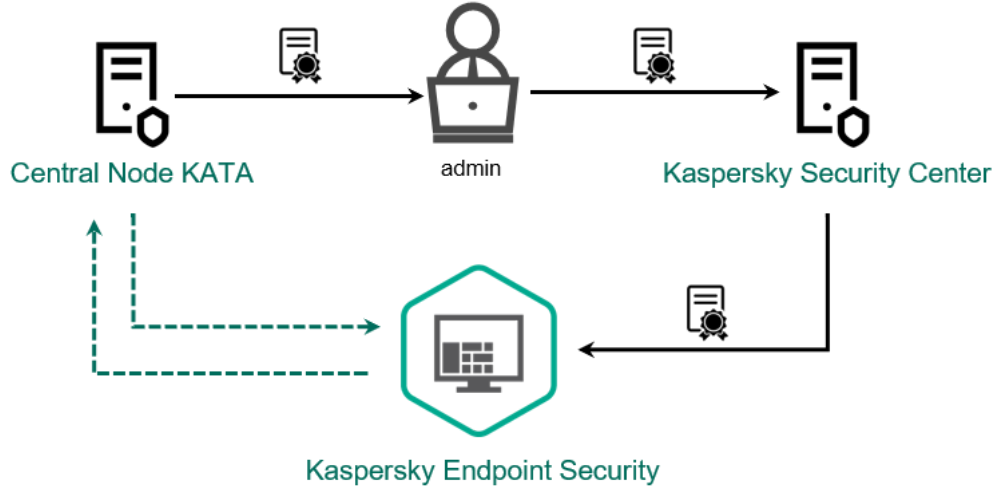 admin
Central Node KATA
Kaspersky Security Center
Kaspersky Endpoint Security